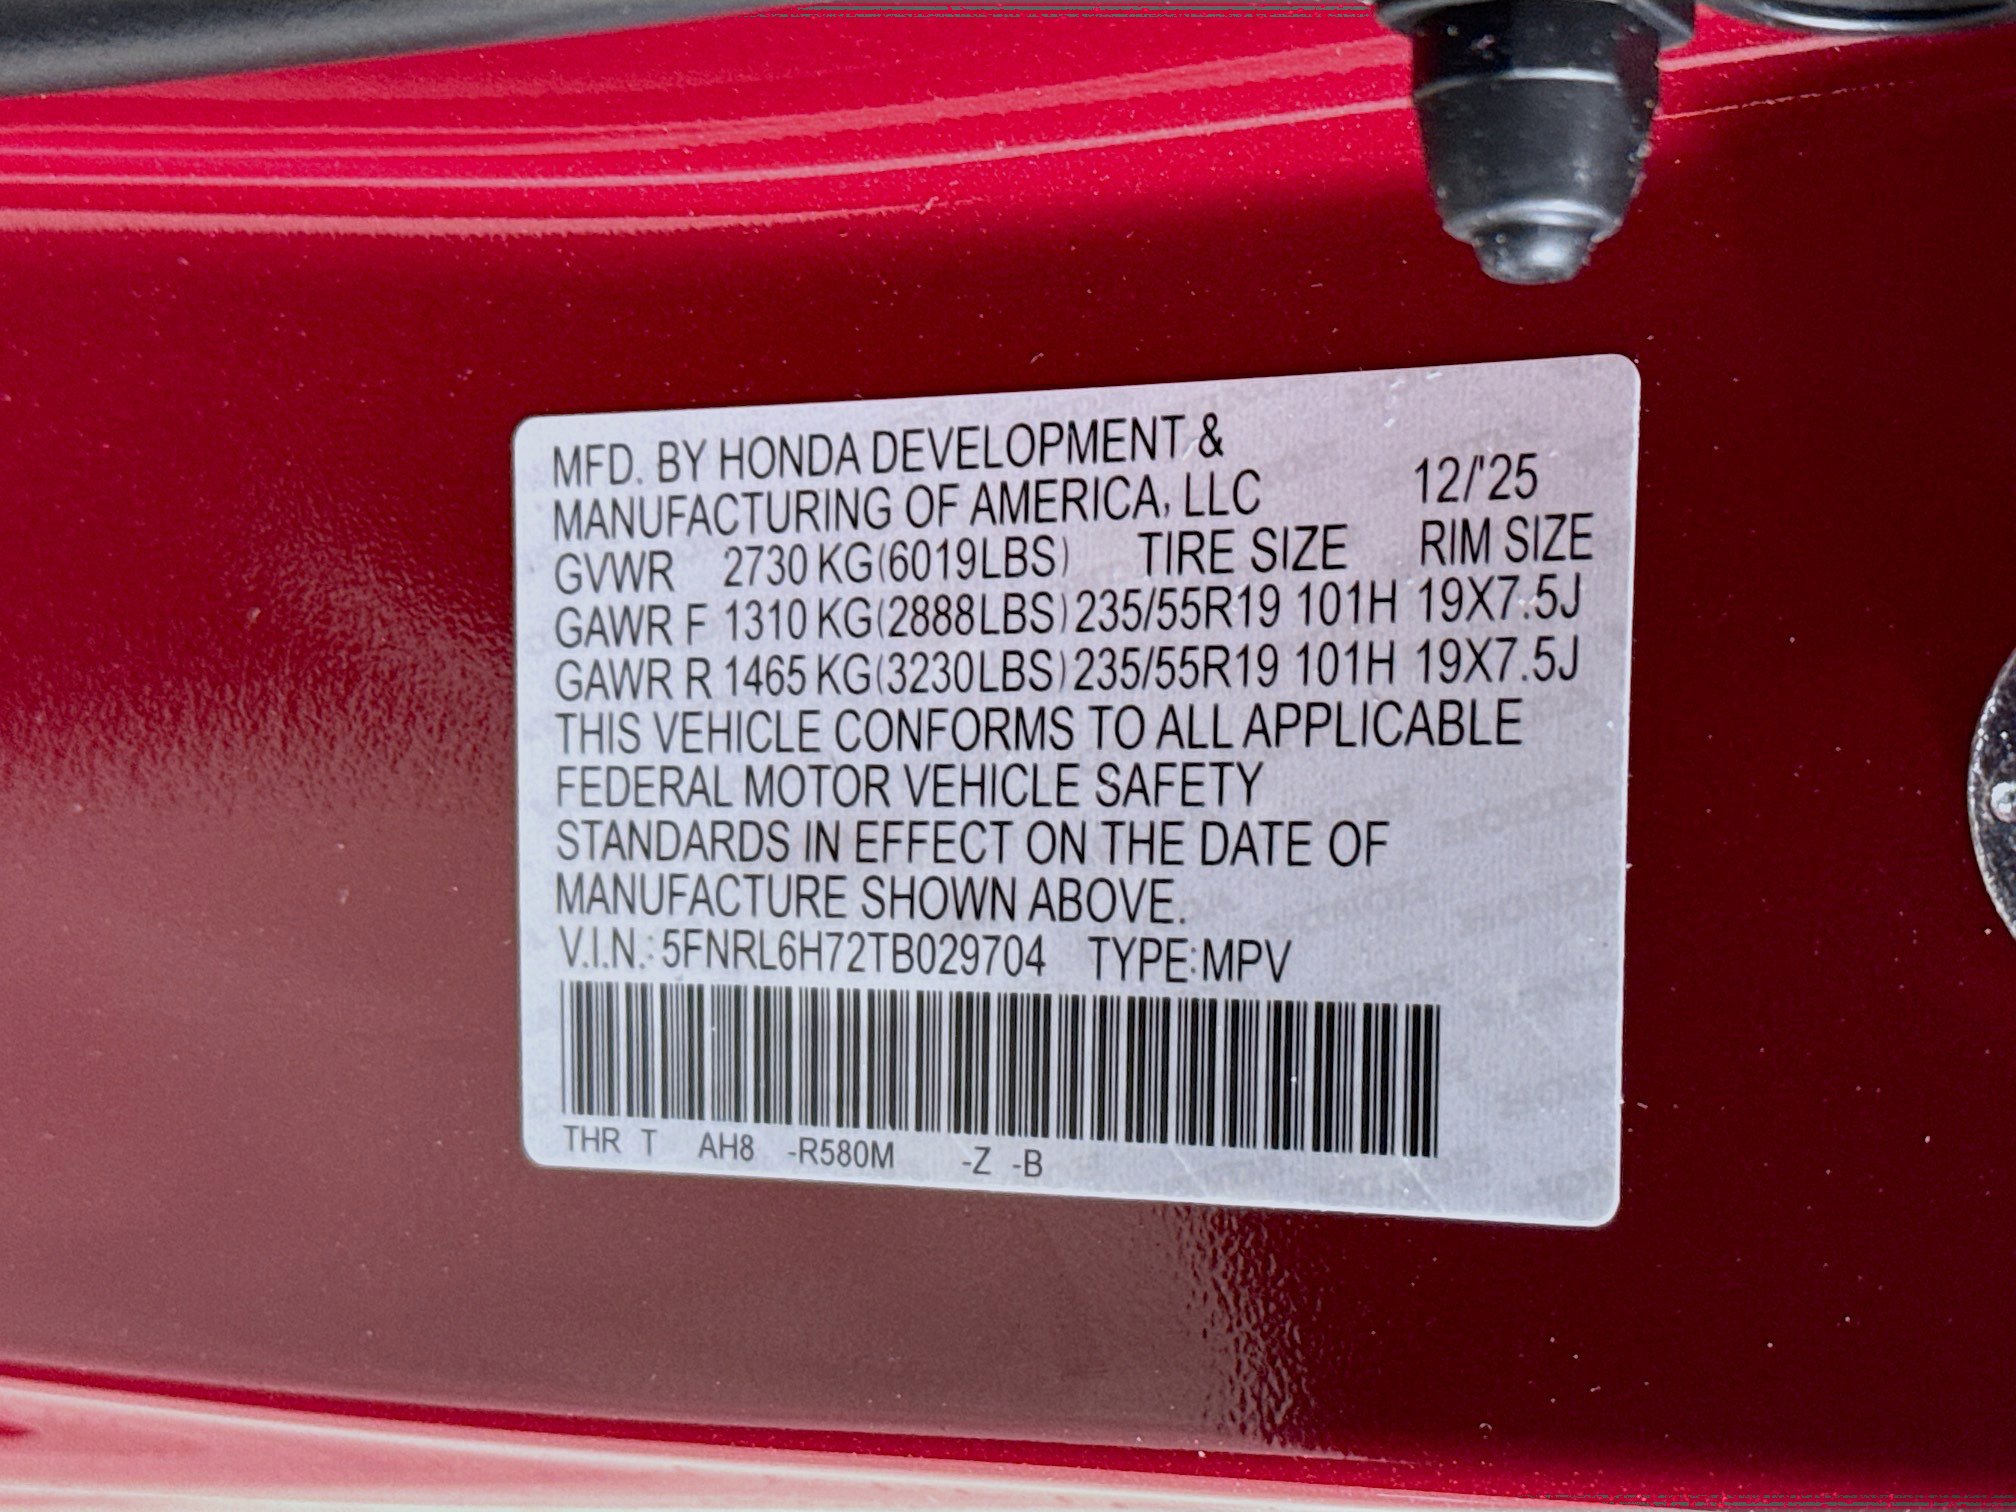 MFD. BY HONDA DEVELOPMENT &
MANUFACTURING OF AMERICA, LLC 12/'25
GVWR 2730 KG(6019LBS) TIRE SIZE RIM SIZE
GAWR F 1310 KG(2888LBS) 235/55R19 101H 19X7.5J
GAWR R 1465 KG(3230LBS) 235/55R19 101H 19X7.5J
THIS VEHICLE CONFORMS TO ALL APPLICABLE
FEDERAL MOTOR VEHICLE SAFETY
STANDARDS IN EFFECT ON THE DATE OF
MANUFACTURE SHOWN ABOVE.
V.I.N.: 5FNRL6H72TB029704 TYPE:MPV
THR T AH8 -R580M -Z -B